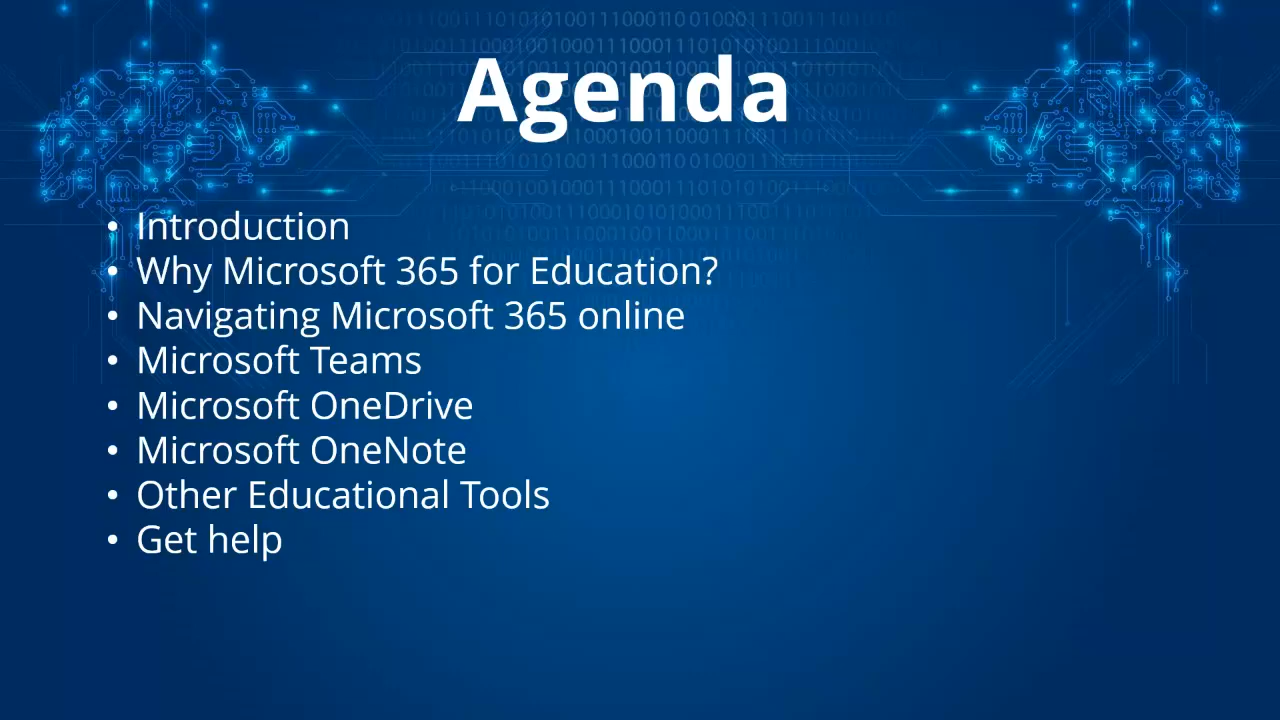 Agenda
• Introduction
• Why Microsoft 365 for Education?
• Navigating Microsoft 365 online
• Microsoft Teams
• Microsoft OneDrive
• Microsoft OneNote
• Other Educational Tools
• Get help